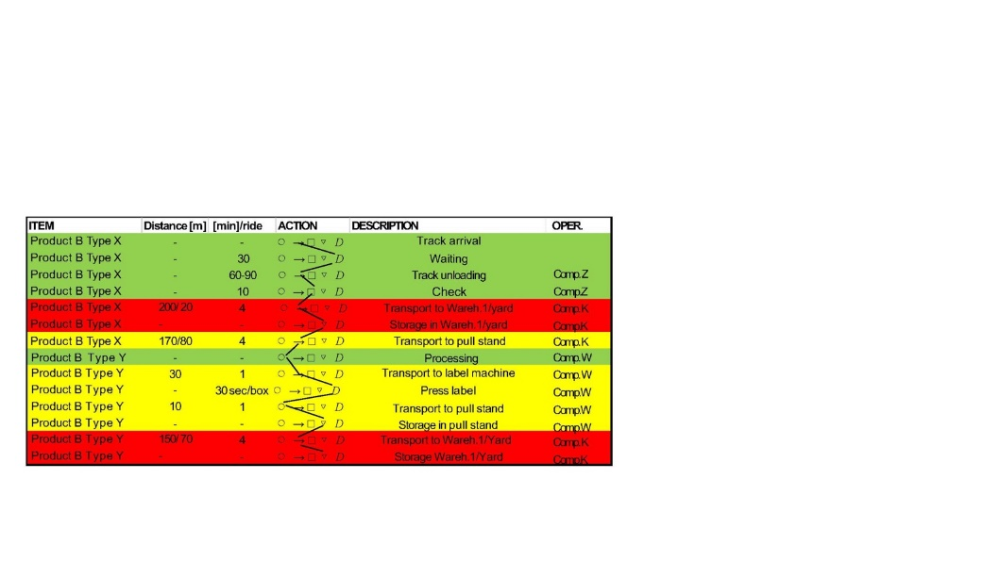 ITEM Distance [m] [min]/ride ACTION DESCRIPTION OPER.
Product B Type X - - ○ → □ ▿ D Track arrival
Product B Type X - 30 ○ → □ ▿ D Waiting
Product B Type X - 60-90 ○ → □ ▿ D Track unloading Comp.Z
Product B Type X - 10 ○ → □ ▿ D Check Comp.Z
Product B Type X 200/20 4 ○ → □ ▿ D Transport to Wareh.1/yard Comp.K
Product B Type X - - ○ → □ ▿ D Storage in Wareh.1/yard Comp.K
Product B Type X 170/80 4 ○ → □ ▿ D Transport to pull stand Comp.K
Product B Type Y - - ○ → □ ▿ D Processing Comp.W
Product B Type Y 30 1 ○ → □ ▿ D Transport to label machine Comp.W
Product B Type Y - 30 sec/box ○ → □ ▿ D Press label Comp.W
Product B Type Y 10 1 ○ → □ ▿ D Transport to pull stand Comp.W
Product B Type Y - - ○ → □ ▿ D Storage in pull stand Comp.W
Product B Type Y 150/70 4 ○ → □ ▿ D Transport to Wareh.1/Yard Comp.K
Product B Type Y - - ○ → □ ▿ D Storage Wareh.1/Yard Comp.K